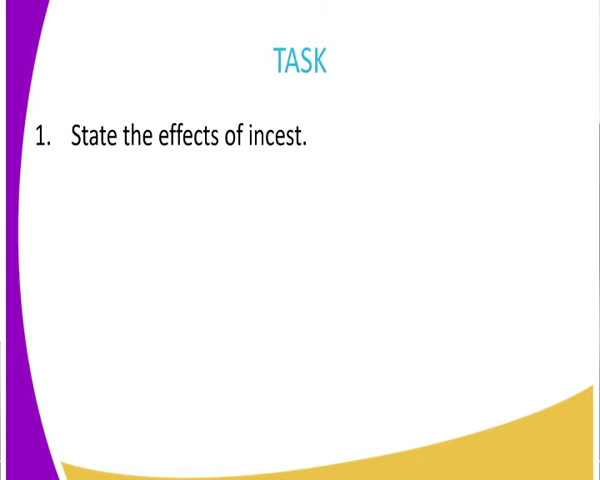 TASK
1. State the effects of incest.